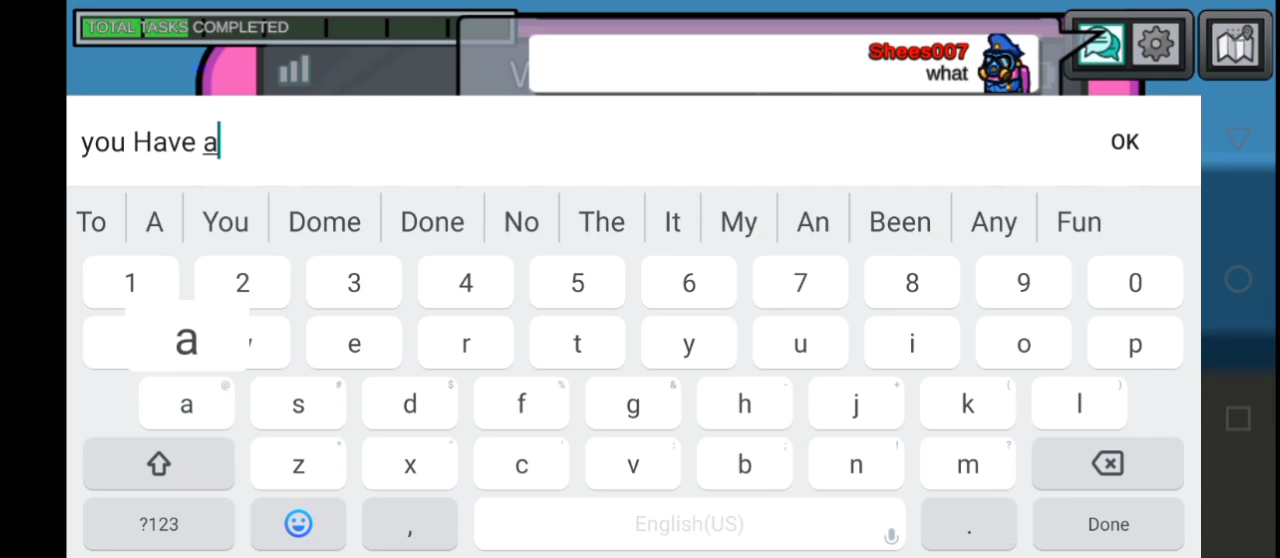 TOTAL TASKS COMPLETED
Shees007
what
you Have a
OK
To A You Dome Done No The It My An Been Any Fun
1 2 3 4 5 6 7 8 9 0
a
e r t y u i o p
@ # $ % & - + ( )
a s d f g h j k l
* " ' : ; ! ?
z x c v b n m
?123 , English(US) . Done